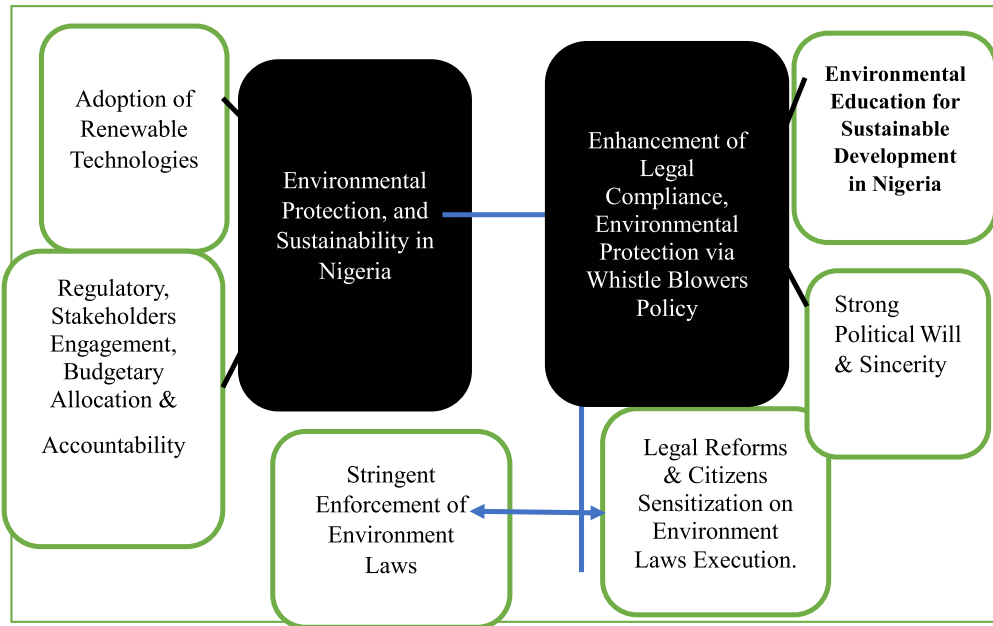 Adoption of
Renewable
Technologies
Regulatory,
Stakeholders
Engagement,
Budgetary
Allocation &
Accountability
Environmental
Protection, and
Sustainability in
Nigeria
Enhancement of
Legal
Compliance,
Environmental
Protection via
Whistle Blowers
Policy
Environmental
Education for
Sustainable
Development
in Nigeria
Strong
Political Will
& Sincerity
Stringent
Enforcement of
Environment
Laws
Legal Reforms
& Citizens
Sensitization on
Environment
Laws Execution.